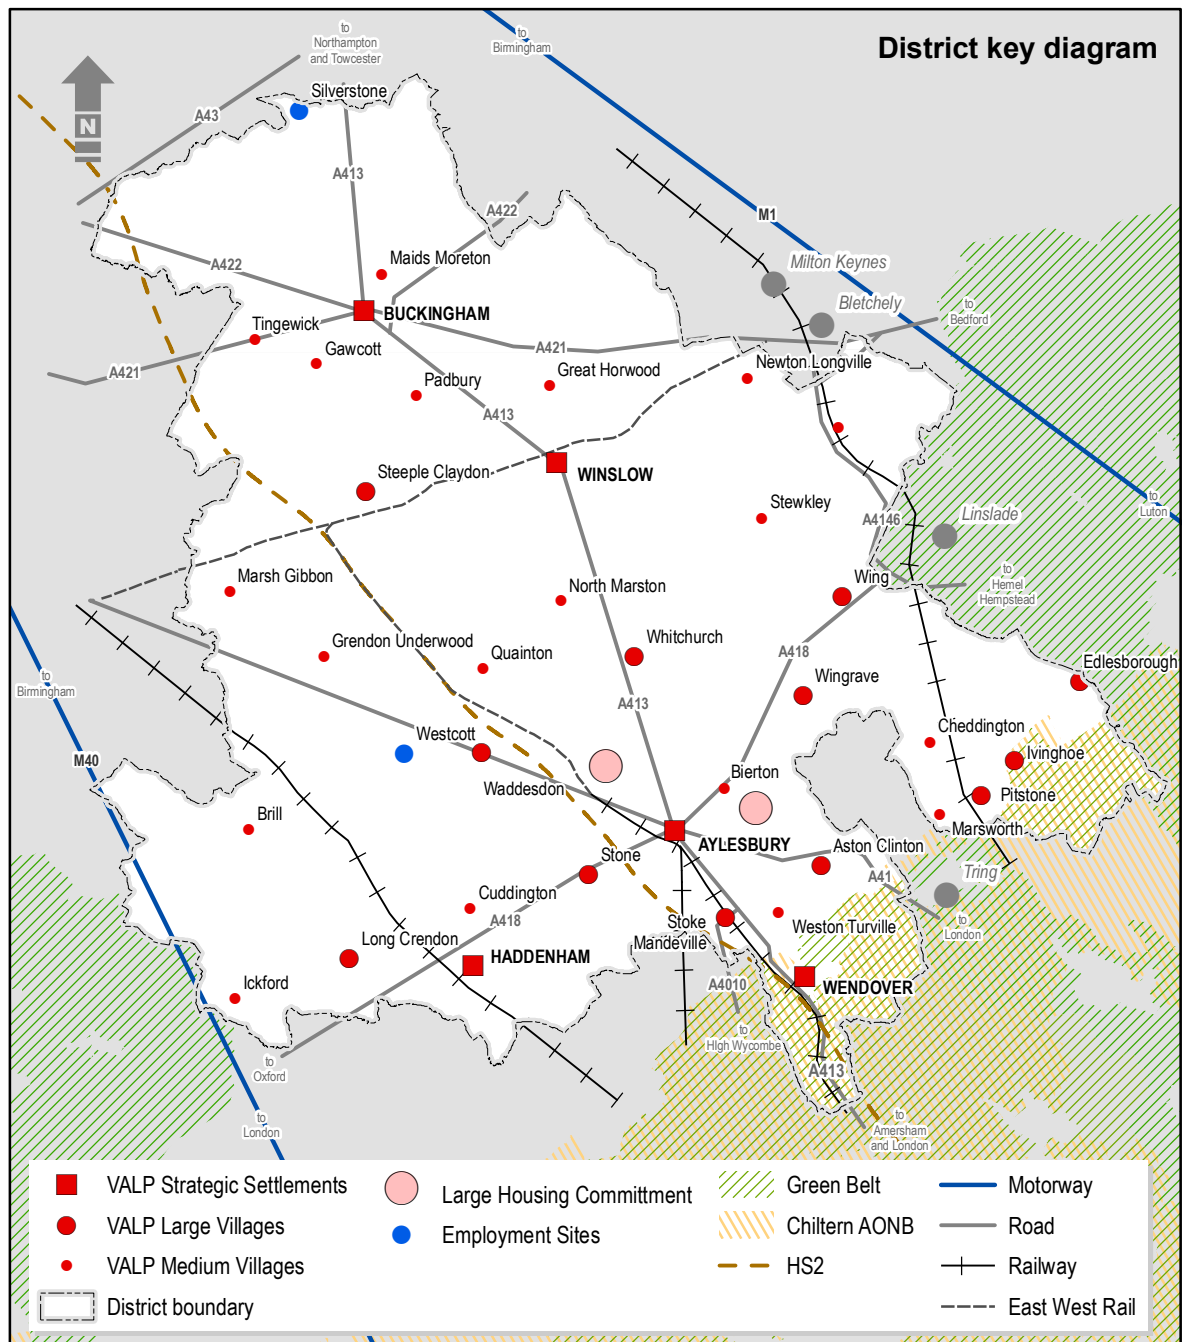 District key diagram
to
Northampton
and Towcester
to
Birmingham
Silverstone
N
A43
A413
M1
A422
A422
Maids Moreton
Milton Keynes
Bletchely
to
Bedford
BUCKINGHAM
Tingewick
Gawcott
A421
A421
Padbury
Great Horwood
Newton Longville
A413
Steeple Claydon
WINSLOW
Stewkley
A4146
Linslade
to
Luton
to
Hemel
Hempstead
Marsh Gibbon
North Marston
Wing
Grendon Underwood
Quainton
Whitchurch
A418
Edlesborough
to
Birmingham
Wingrave
A413
Cheddington
Ivinghoe
M40
Westcott
Waddesdon
Bierton
Pitstone
Marsworth
Brill
AYLESBURY
Aston Clinton
Stone
A41
Tring
to
London
Cuddington
A418
Stoke
Mandeville
Weston Turville
Long Crendon
HADDENHAM
Ickford
A4010
WENDOVER
to
HIgh Wycombe
to
Oxford
A413
to
London
to
Amersham
and London
VALP Strategic Settlements
VALP Large Villages
VALP Medium Villages
District boundary
Large Housing Committment
Employment Sites
Green Belt
Chiltern AONB
HS2
Motorway
Road
Railway
East West Rail